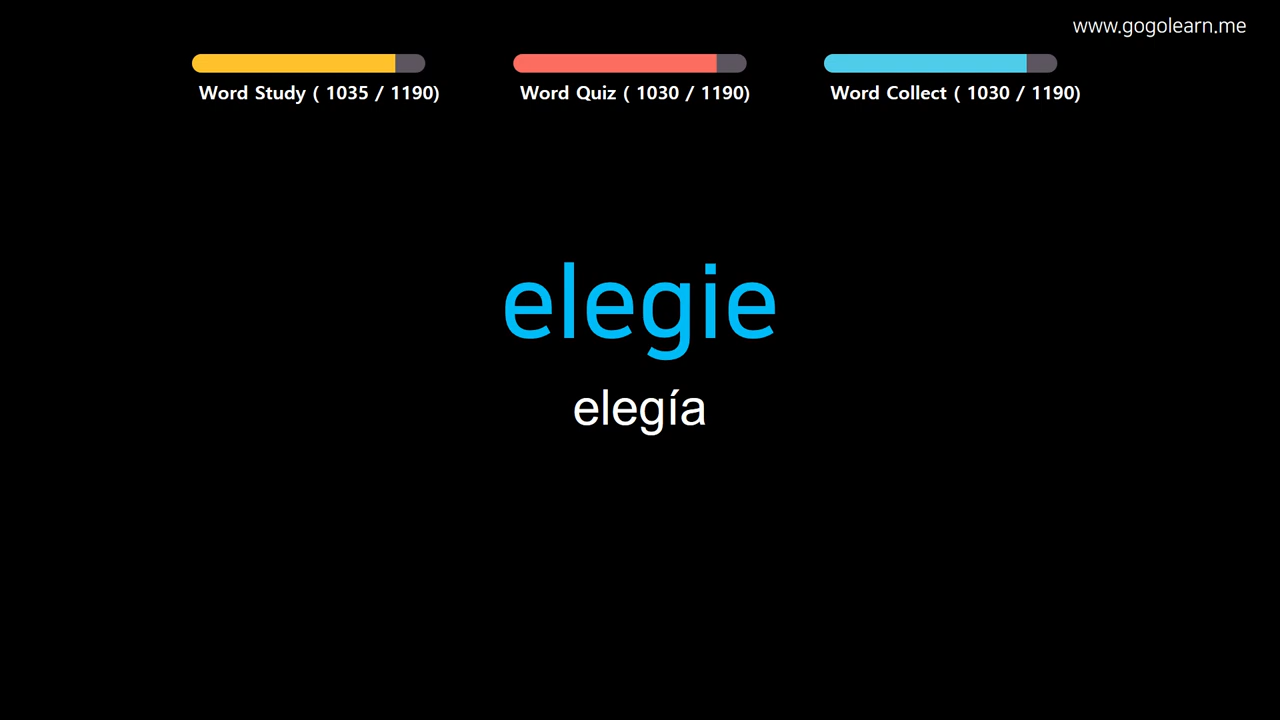 www.gogolearn.me
Word Study ( 1035 / 1190)
Word Quiz ( 1030 / 1190)
Word Collect ( 1030 / 1190)
elegie
elegía